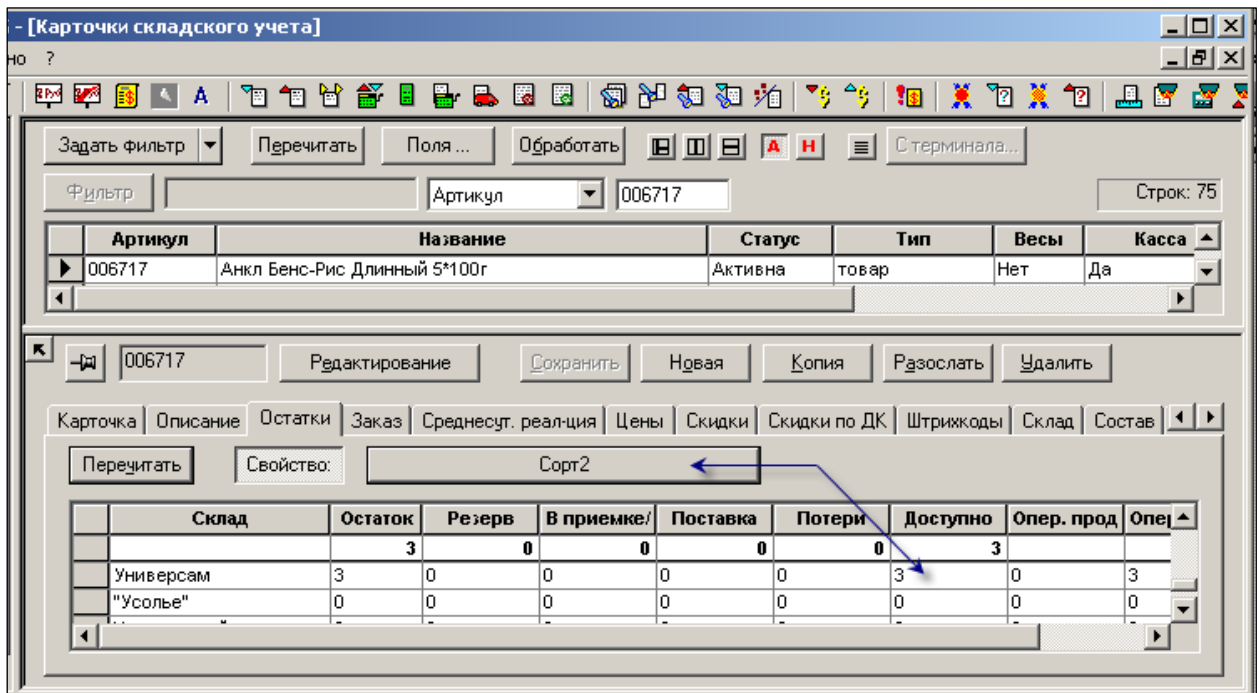 - [Карточки складского учета]
но ?
Задать фильтр Перечитать Поля ... Обработать А Н С терминала...
Фильтр Артикул 006717 Строк: 75
Артикул Название Статус Тип Весы Касса
006717 Анкл Бенс-Рис Длинный 5*100г Активна товар Нет Да
006717 Редактирование Сохранить Новая Копия Разослать Удалить
Карточка Описание Остатки Заказ Среднесут. реал-ция Цены Скидки Скидки по ДК Штрихкоды Склад Состав
Перечитать Свойство: Сорт2
Склад Остаток Резерв В приемке/ Поставка Потери Доступно Опер. прод Опер
3 0 0 0 0 3
Универсам 3 0 0 0 0 3 0 3
"Усолье" 0 0 0 0 0 0 0 0